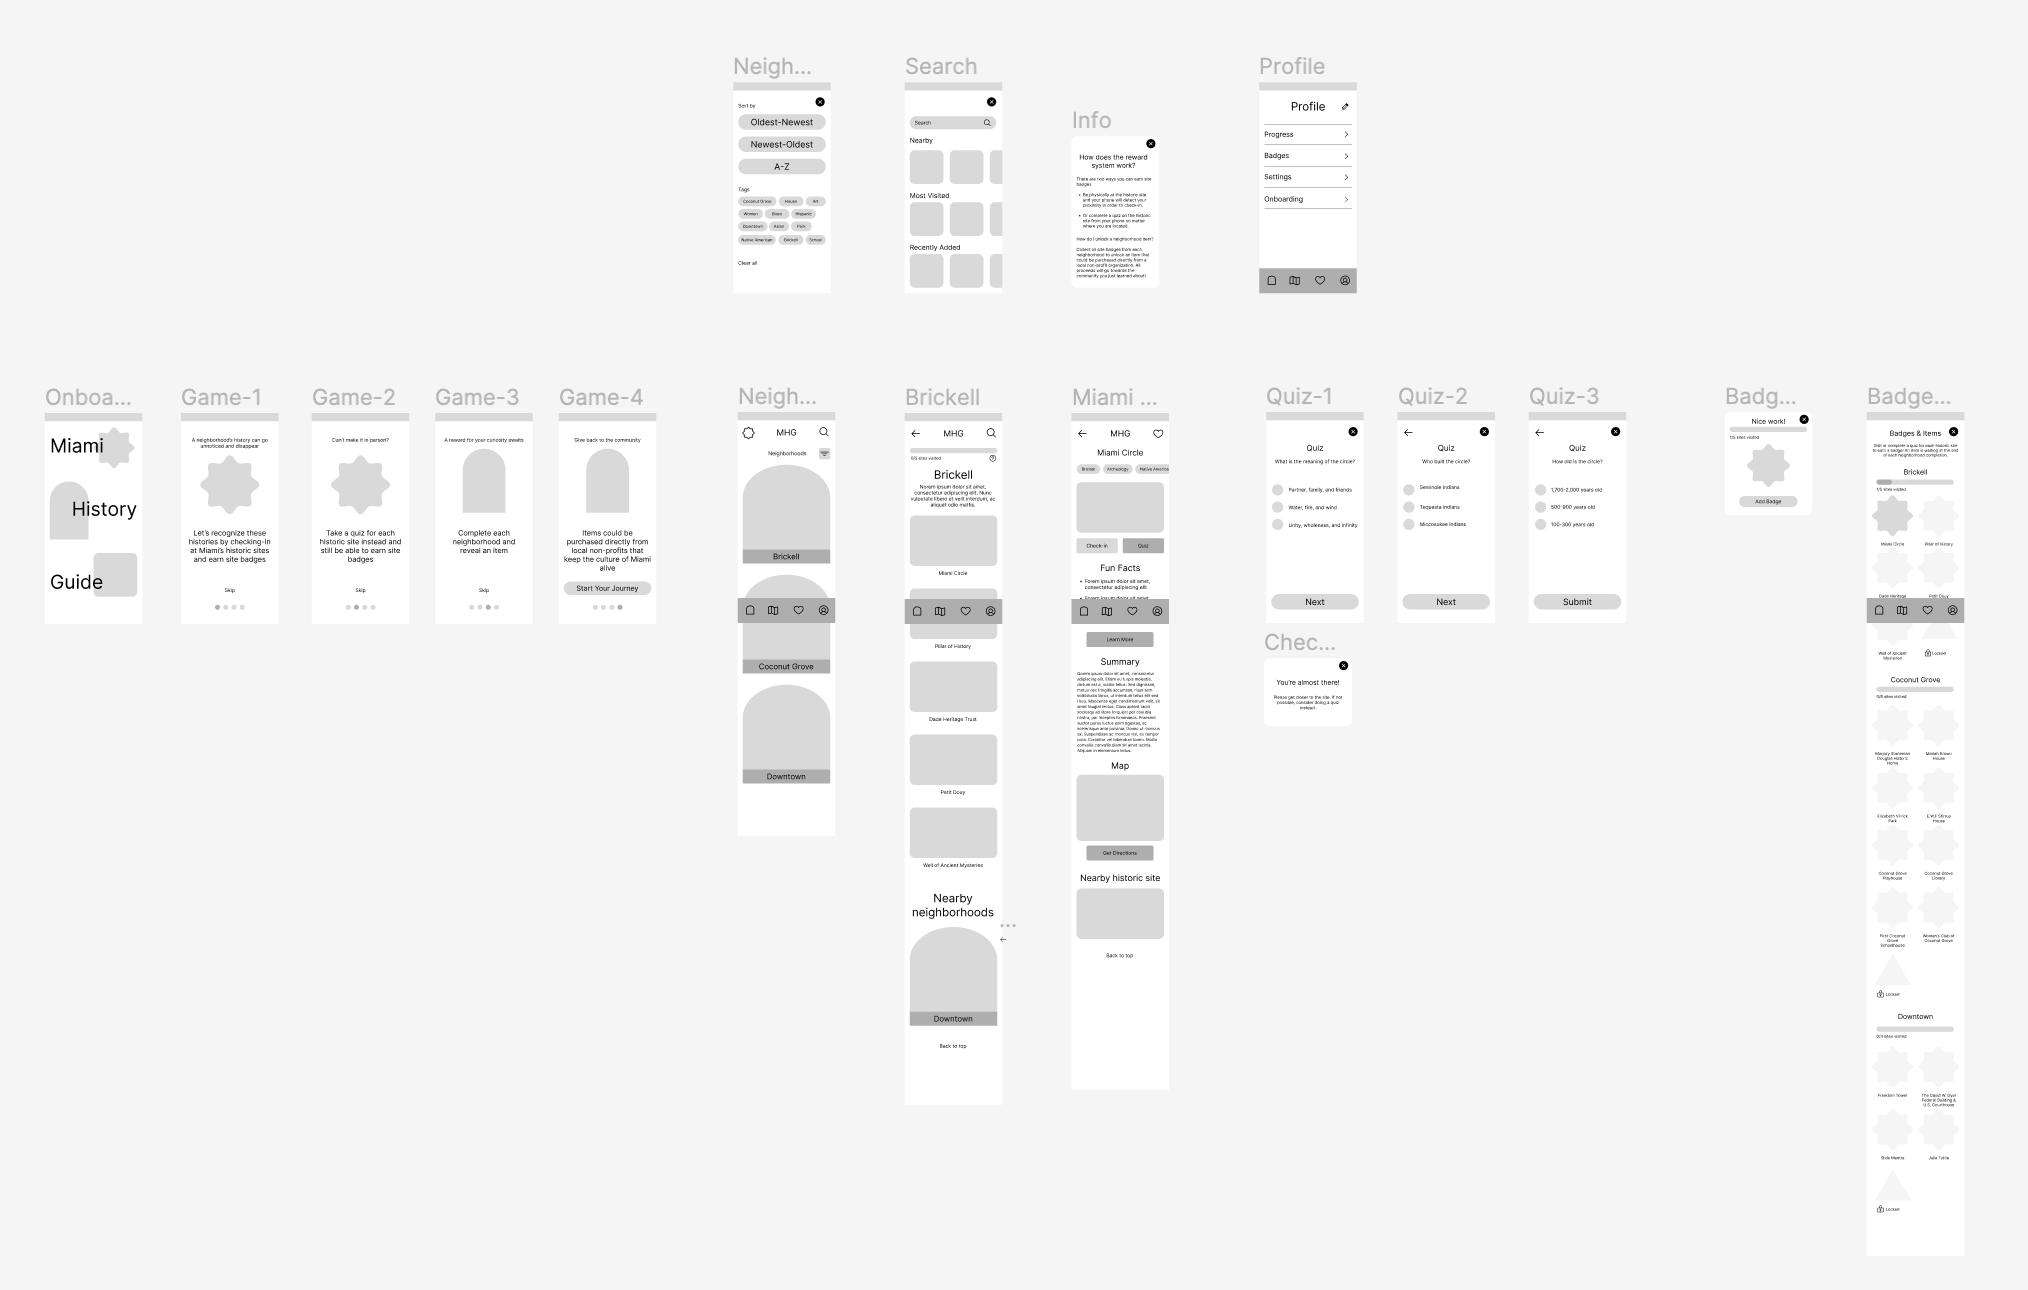 Neigh...
Sort by
Oldest-Newest
Newest-Oldest
A-Z
Tags
Coconut Grove House Art
Women Black Hispanic
Downtown Asian Park
Native American Brickell School
Clear all
Search
Search
Nearby
Most Visited
Recently Added
Info
How does the reward
system work?
There are two ways you can earn site
badges
• Be physically at the historic site
and your phone will detect your
proximity in order to check-in.
• Or complete a quiz on the historic
site from your phone no matter
where you are located.
How do I unlock a neighborhood item?
Collect all site badges from each
neighborhood to unlock an item that
could be purchased directly from a
local non-profit organization. All
proceeds will go towards the
community you just learned about!
Profile
Profile
Progress
Badges
Settings
Onboarding
Onboa...
Miami
History
Guide
Game-1
A neighborhood's history can go
unnoticed and disappear
Let's recognize these
histories by checking-in
at Miami's historic sites
and earn site badges
Skip
Game-2
Can't make it in person?
Take a quiz for each
historic site instead and
still be able to earn site
badges
Skip
Game-3
A reward for your curiosity awaits
Complete each
neighborhood and
reveal an item
Skip
Game-4
Give back to the community
Items could be
purchased directly from
local non-profits that
keep the culture of Miami
alive
Start Your Journey
Neigh...
MHG
Neighborhoods
Brickell
Coconut Grove
Downtown
Brickell
MHG
0/5 sites visited
Brickell
Norem ipsum dolor sit amet,
consectetur adipiscing elit. Nunc
vulputate libero et velit interdum, ac
aliquet odio mattis.
Miami Circle
Pillar of History
Dade Heritage Trust
Petit Douy
Well of Ancient Mysteries
Nearby
neighborhoods
Downtown
Back to top
...
Miami ...
MHG
Miami Circle
Brickell Archeology Native America
Check-in Quiz
Fun Facts
• Forem ipsum dolor sit amet,
consectetur adipiscing elit.
Learn More
Summary
Map
Get Directions
Nearby historic site
Back to top
Quiz-1
Quiz
What is the meaning of the circle?
Partner, family, and friends
Water, fire, and wind
Unity, wholeness, and infinity
Next
Quiz-2
Quiz
Who built the circle?
Seminole Indians
Tequesta Indians
Miccosukee Indians
Next
Quiz-3
Quiz
How old is the circle?
1,700-2,000 years old
500-900 years old
100-300 years old
Submit
Chec...
You're almost there!
Please get closer to the site. If not
possible, consider doing a quiz
instead.
Badg...
Nice work!
1/5 sites visited
Add Badge
Badge...
Badges & Items
Visit or complete a quiz for each historic site
to earn a badge! An item is waiting at the end
of each neighborhood completion.
Brickell
1/5 sites visited
Miami Circle Pillar of History
Dade Heritage Petit Douy
Well of Ancient
Mysteries
Locked
Coconut Grove
0/8 sites visited
Marjory Stoneman
Douglas Historic
Home
Mariah Brown
House
Elizabeth Virrick
Park
E.W.F Stirrup
House
Coconut Grove
Playhouse
Coconut Grove
Library
First Coconut
Grove
Schoolhouse
Woman's Club of
Coconut Grove
Locked
Downtown
0/4 sites visited
Freedom Tower
The David W. Dyer
Federal Building &
U.S. Courthouse
Slide Mantra Julia Tuttle
Locked